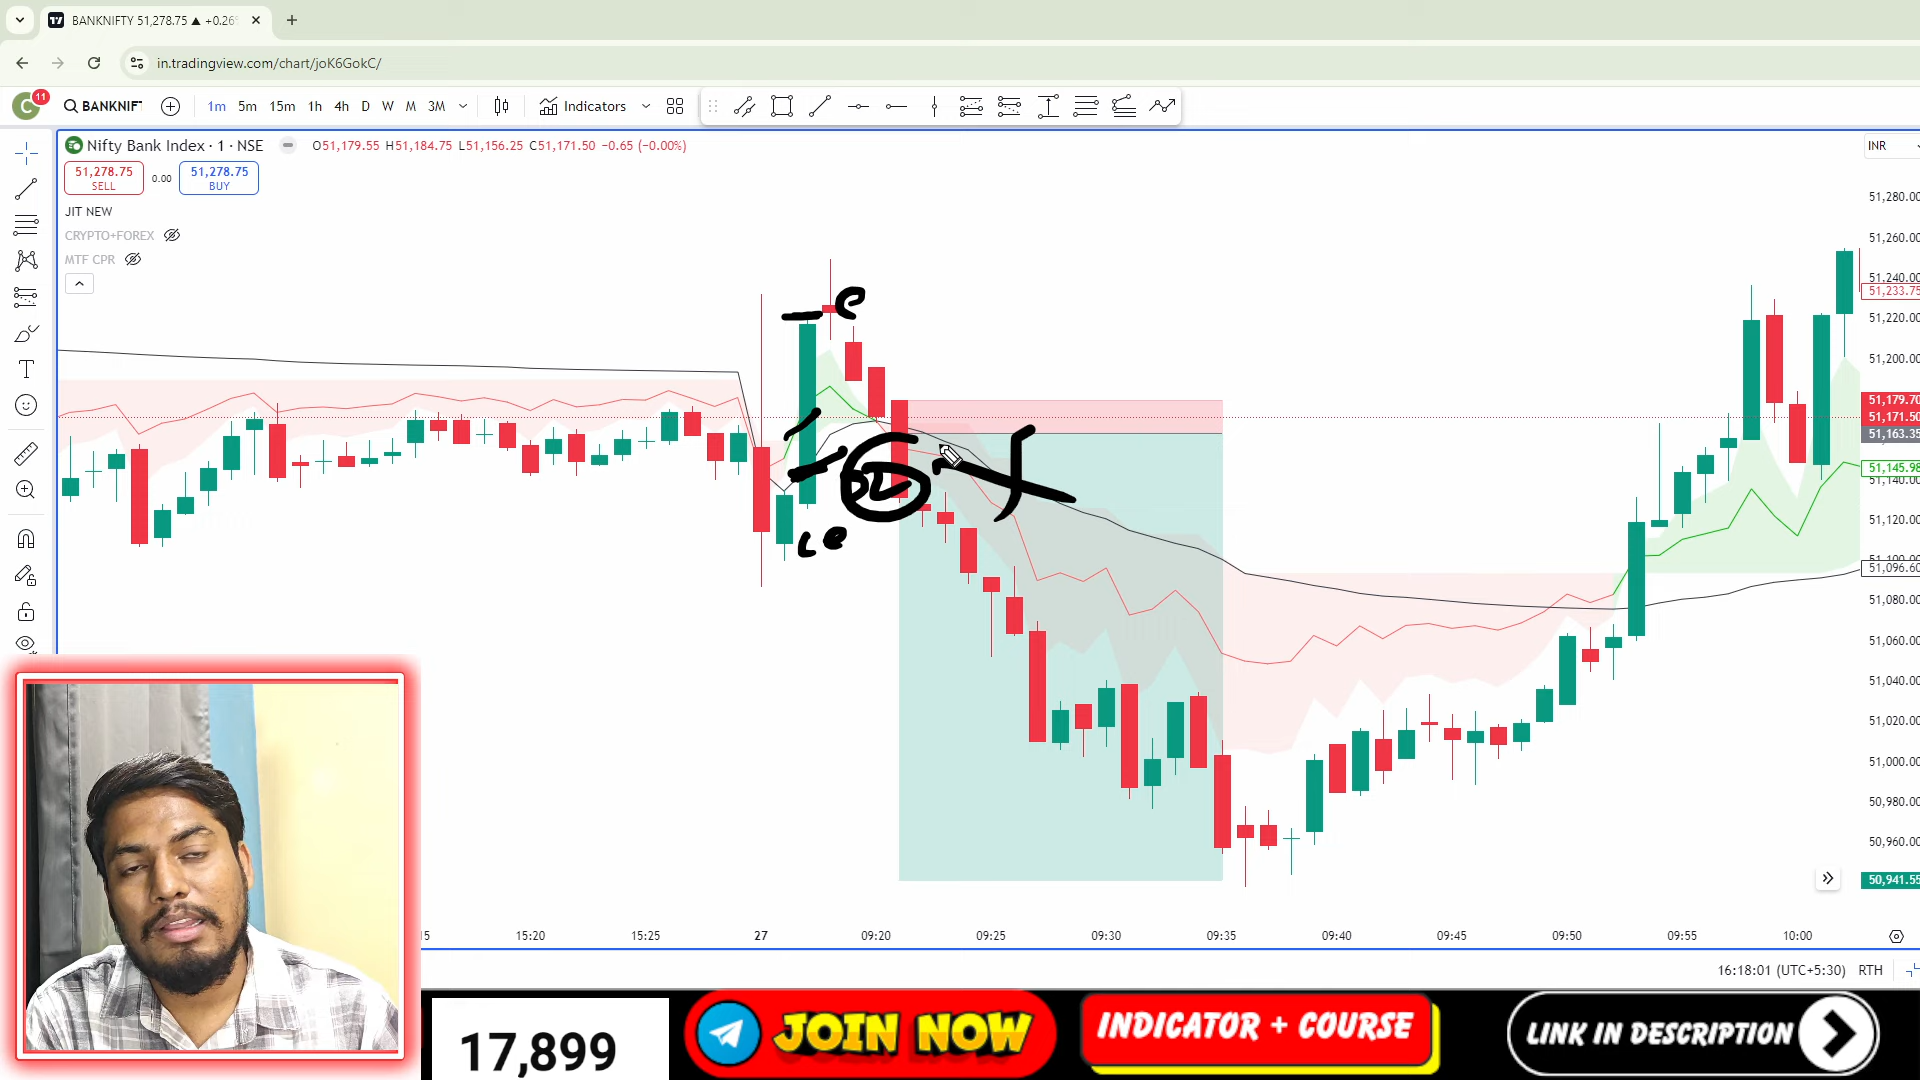 BANKNIFTY 51,278.75 ▲ +0.26
in.tradingview.com/chart/joK6GokC/
C 11 BANKNIF 1m 5m 15m 1h 4h D W M 3M Indicators
Nifty Bank Index · 1 · NSE O51,179.55 H51,184.75 L51,156.25 C51,171.50 −0.65 (−0.00%) INR
51,278.75 SELL 0.00 51,278.75 BUY
JIT NEW
CRYPTO+FOREX
MTF CPR
51,280.00
51,260.00
51,240.00
51,233.75
51,220.00
51,200.00
51,179.70
51,171.50
51,163.35
51,145.98
51,140.00
51,120.00
51,096.60
51,080.00
51,060.00
51,040.00
51,020.00
51,000.00
50,980.00
50,960.00
50,941.55
15:20 15:25 27 09:20 09:25 09:30 09:35 09:40 09:45 09:50 09:55 10:00
16:18:01 (UTC+5:30) RTH
17,899 JOIN NOW INDICATOR + COURSE LINK IN DESCRIPTION